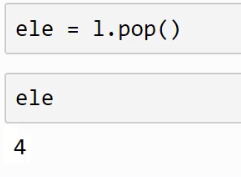 ele = l.pop()
ele
4